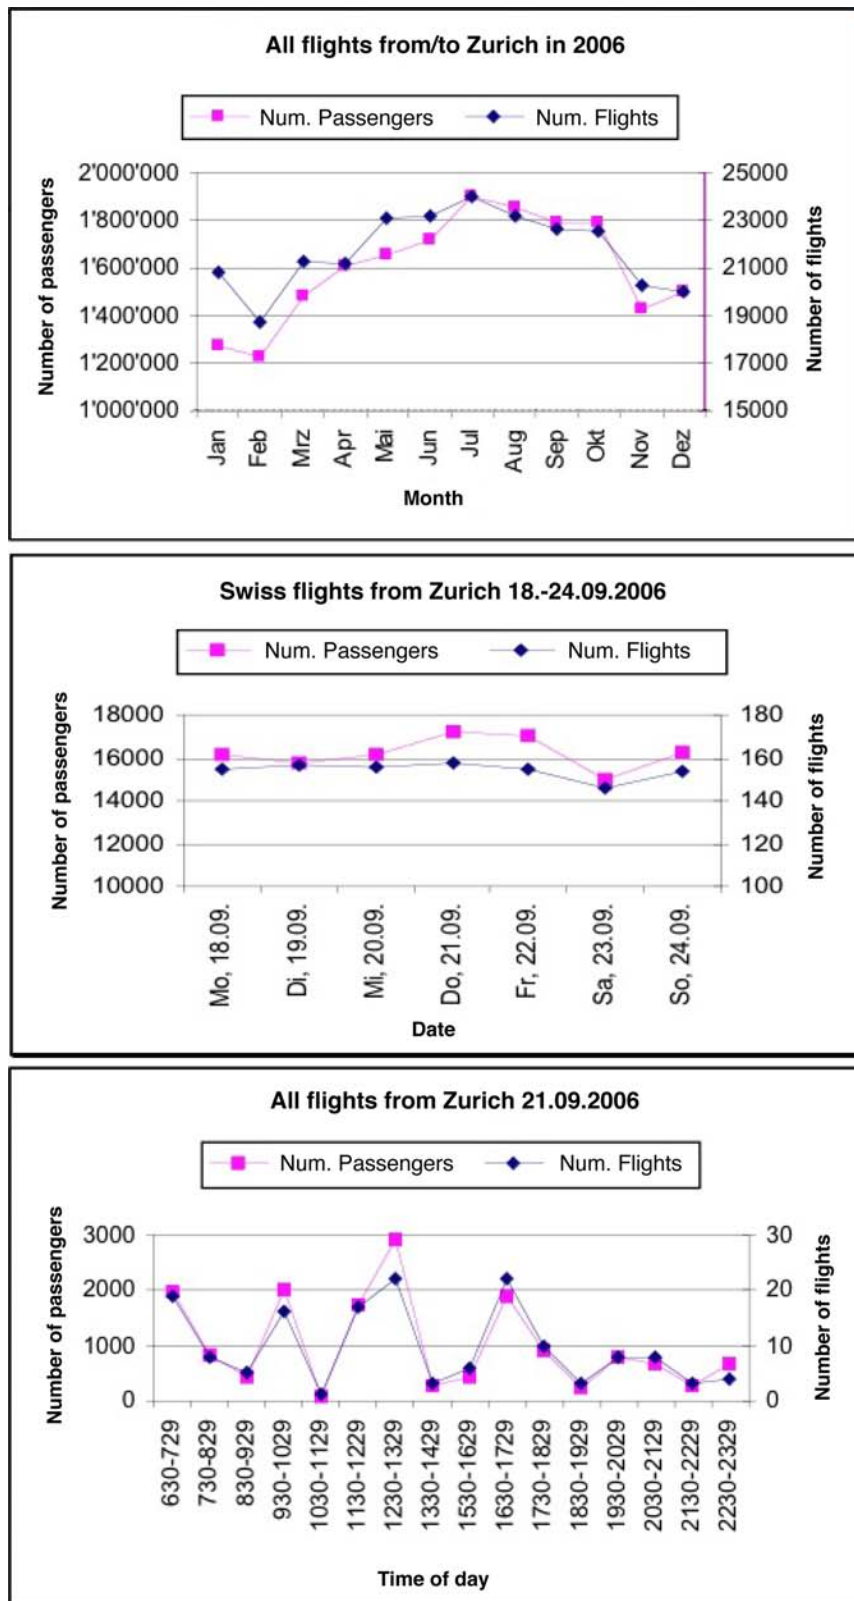 All flights from/to Zurich in 2006
Num. Passengers Num. Flights
Number of passengers
2'000'000
1'800'000
1'600'000
1'400'000
1'200'000
1'000'000
25000
23000
21000
19000
17000
15000
Number of flights
Jan Feb Mrz Apr Mai Jun Jul Aug Sep Okt Nov Dez
Month
Swiss flights from Zurich 18.-24.09.2006
Num. Passengers Num. Flights
Number of passengers
18000
16000
14000
12000
10000
180
160
140
120
100
Number of flights
Mo, 18.09. Di, 19.09. Mi, 20.09. Do, 21.09. Fr, 22.09. Sa, 23.09. So, 24.09.
Date
All flights from Zurich 21.09.2006
Num. Passengers Num. Flights
Number of passengers
3000
2000
1000
0
30
20
10
0
Number of flights
630-729 730-829 830-929 930-1029 1030-1129 1130-1229 1230-1329 1330-1429 1530-1629 1630-1729 1730-1829 1830-1929 1930-2029 2030-2129 2130-2229 2230-2329
Time of day